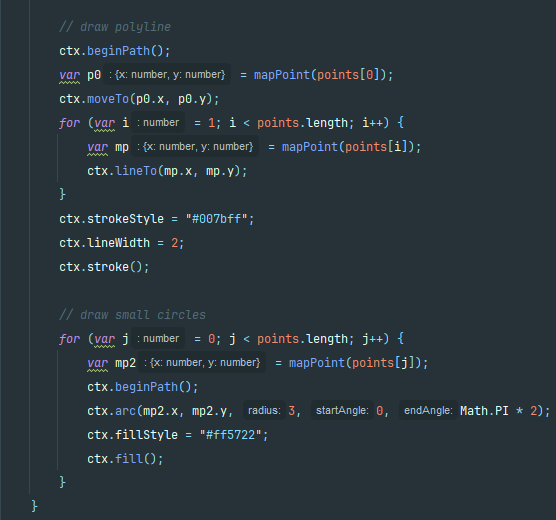 // draw polyline
ctx.beginPath();
var p0 : {x: number, y: number} = mapPoint(points[0]);
ctx.moveTo(p0.x, p0.y);
for (var i : number = 1; i < points.length; i++) {
var mp : {x: number, y: number} = mapPoint(points[i]);
ctx.lineTo(mp.x, mp.y);
}
ctx.strokeStyle = "#007bff";
ctx.lineWidth = 2;
ctx.stroke();
// draw small circles
for (var j : number = 0; j < points.length; j++) {
var mp2 : {x: number, y: number} = mapPoint(points[j]);
ctx.beginPath();
ctx.arc(mp2.x, mp2.y, radius: 3, startAngle: 0, endAngle: Math.PI * 2);
ctx.fillStyle = "#ff5722";
ctx.fill();
}
}